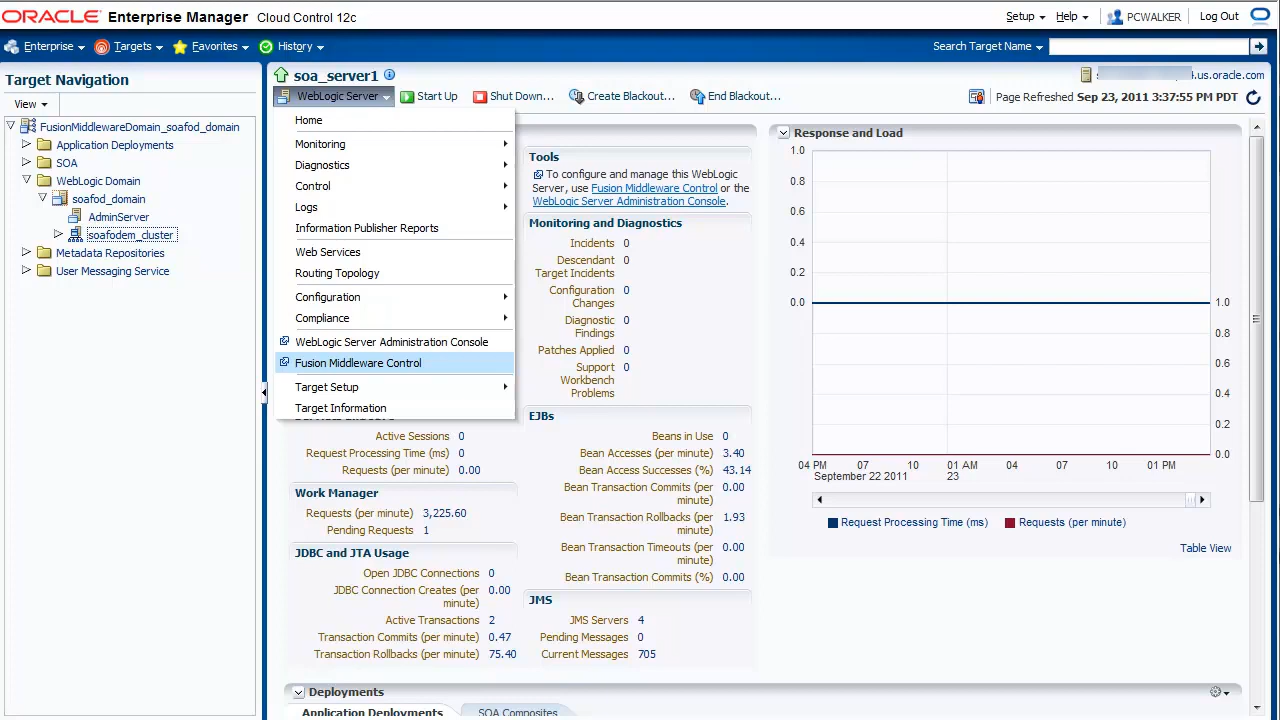 ORACLE Enterprise Manager Cloud Control 12c
Setup Help PCWALKER Log Out
Enterprise Targets Favorites History
Search Target Name
Target Navigation
View
FusionMiddlewareDomain_soafod_domain
Application Deployments
SOA
WebLogic Domain
soafod_domain
AdminServer
soafodem_cluster
Metadata Repositories
User Messaging Service
soa_server1
4.us.oracle.com
WebLogic Server Start Up Shut Down... Create Blackout... End Blackout...
Page Refreshed Sep 23, 2011 3:37:55 PM PDT
Home
Monitoring
Diagnostics
Control
Logs
Information Publisher Reports
Web Services
Routing Topology
Configuration
Compliance
WebLogic Server Administration Console
Fusion Middleware Control
Target Setup
Target Information
Active Sessions 0
Request Processing Time (ms) 0
Requests (per minute) 0.00
Work Manager
Requests (per minute) 3,225.60
Pending Requests 1
JDBC and JTA Usage
Open JDBC Connections 0
JDBC Connection Creates (per
minute) 0.00
Active Transactions 2
Transaction Commits (per minute) 0.47
Transaction Rollbacks (per minute) 75.40
Tools
To configure and manage this WebLogic
Server, use Fusion Middleware Control or the
WebLogic Server Administration Console.
Monitoring and Diagnostics
Incidents 0
Descendant 0
Target Incidents
Configuration 0
Changes
Diagnostic 0
Findings
Patches Applied 0
Support 0
Workbench
Problems
EJBs
Beans in Use 0
Bean Accesses (per minute) 3.40
Bean Access Successes (%) 43.14
Bean Transaction Commits (per 0.00
minute)
Bean Transaction Rollbacks (per 1.93
minute)
Bean Transaction Timeouts (per 0.00
minute)
Bean Transaction Commits (%) 0.00
JMS
JMS Servers 4
Pending Messages 0
Current Messages 705
Response and Load
1.0
0.8
0.6
0.4
0.2
0.0
1.0
0.8
0.6
0.4
0.2
0.0
04 PM 07 10 01 AM 04 07 10 01 PM
September 22 2011 23
Request Processing Time (ms) Requests (per minute)
Table View
Deployments
Application Deployments SOA Composites